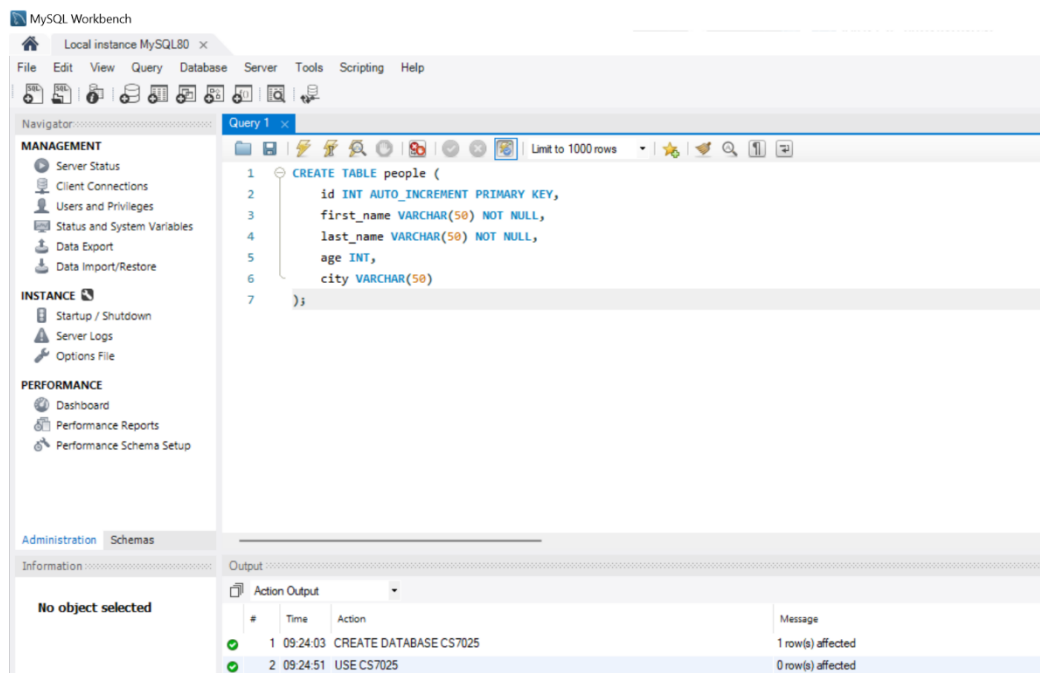 MySQL Workbench
Local instance MySQL80
File Edit View Query Database Server Tools Scripting Help
Navigator
MANAGEMENT
Server Status
Client Connections
Users and Privileges
Status and System Variables
Data Export
Data Import/Restore
INSTANCE
Startup / Shutdown
Server Logs
Options File
PERFORMANCE
Dashboard
Performance Reports
Performance Schema Setup
Administration Schemas
Information
No object selected
Query 1
Limit to 1000 rows
1 CREATE TABLE people (
2 id INT AUTO_INCREMENT PRIMARY KEY,
3 first_name VARCHAR(50) NOT NULL,
4 last_name VARCHAR(50) NOT NULL,
5 age INT,
6 city VARCHAR(50)
7 );
Output
Action Output
# Time Action Message
1 09:24:03 CREATE DATABASE CS7025 1 row(s) affected
2 09:24:51 USE CS7025 0 row(s) affected